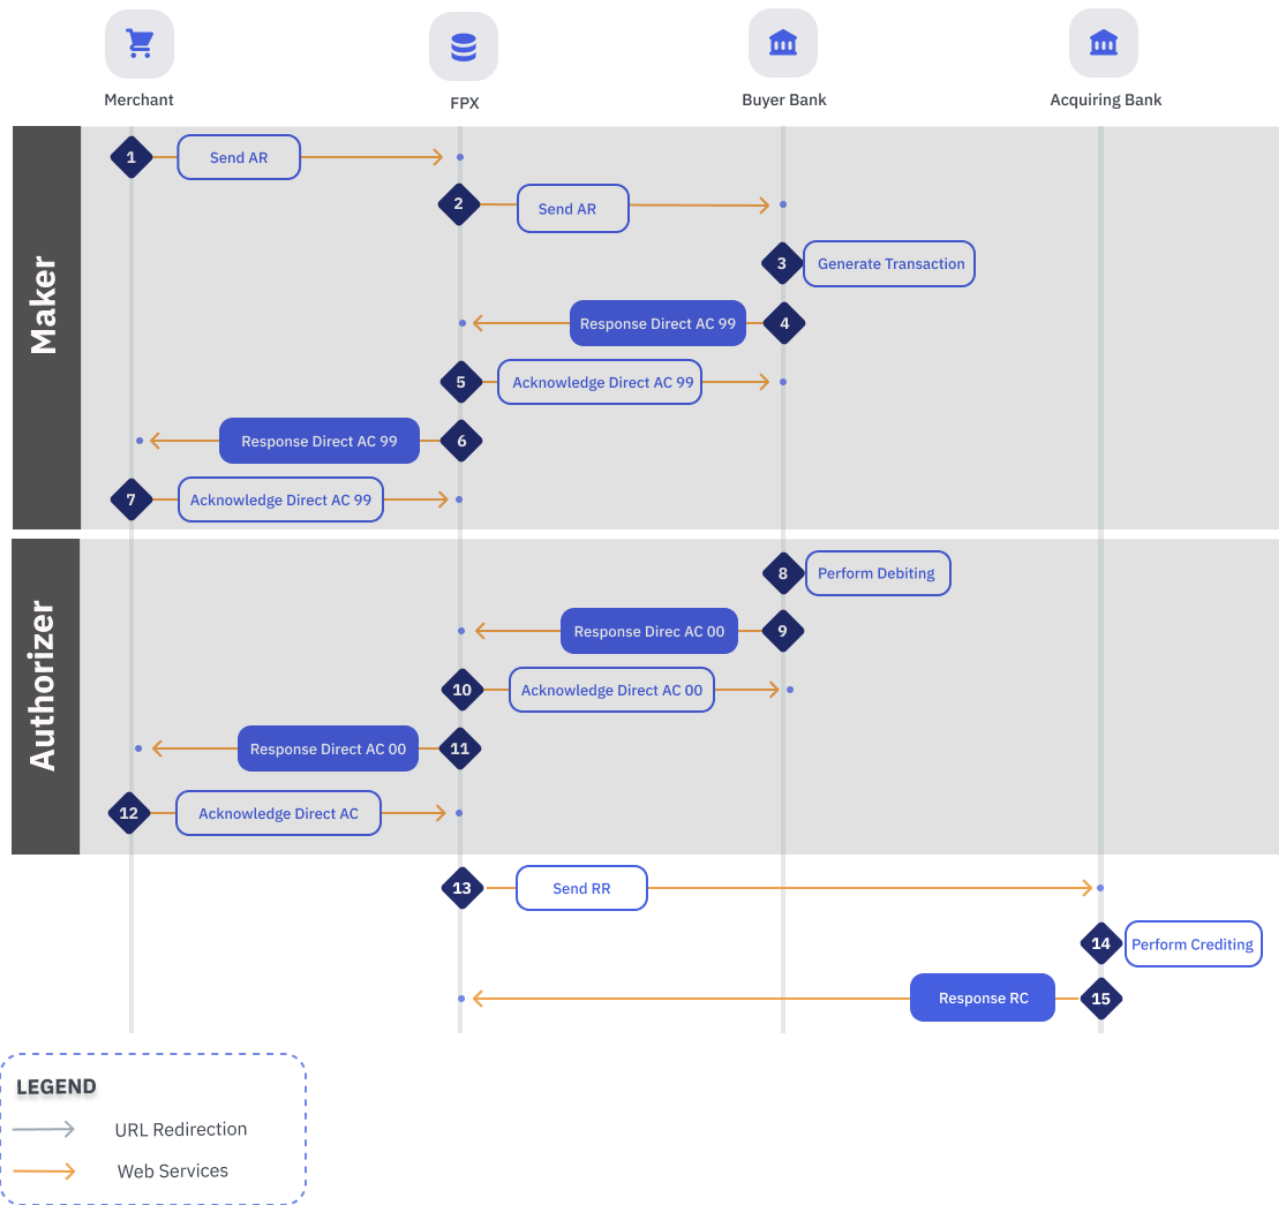 Merchant
FPX
Buyer Bank
Acquiring Bank
Maker
1 Send AR
2 Send AR
3 Generate Transaction
Response Direct AC 99 4
5 Acknowledge Direct AC 99
Response Direct AC 99 6
7 Acknowledge Direct AC 99
Authorizer
8 Perform Debiting
Response Direc AC 00 9
10 Acknowledge Direct AC 00
Response Direct AC 00 11
12 Acknowledge Direct AC
13 Send RR
14 Perform Crediting
Response RC 15
LEGEND
URL Redirection
Web Services